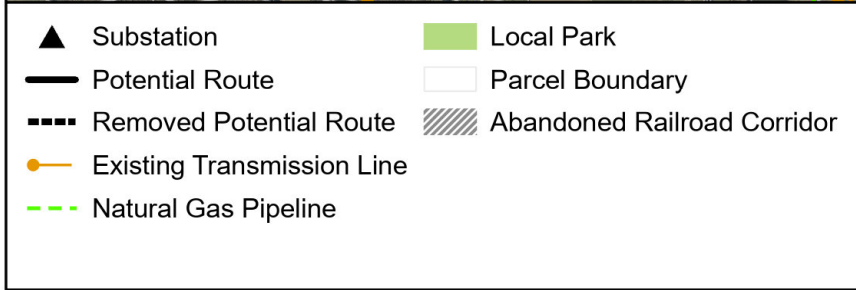 Substation
Potential Route
Removed Potential Route
Existing Transmission Line
Natural Gas Pipeline
Local Park
Parcel Boundary
Abandoned Railroad Corridor